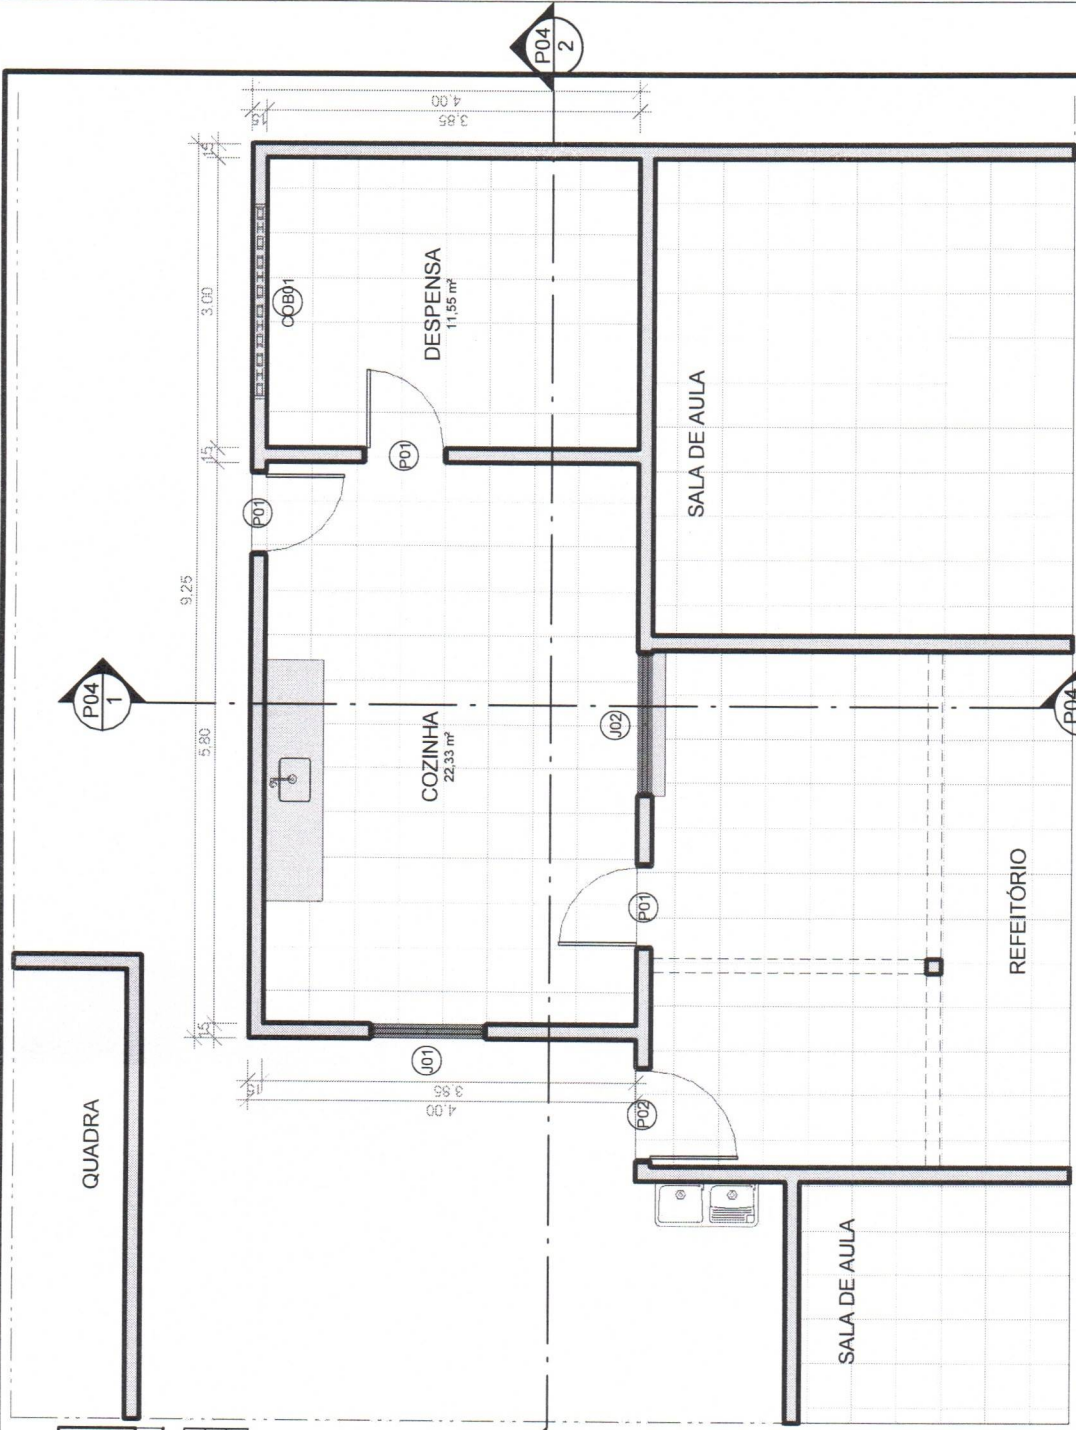 P04
2
4.00
3.85
15
15
3.00
15
9.25
5.80
15
COB01
DESPENSA
11,55 m²
P01
P01
P04
1
COZINHA
22,33 m²
J02
SALA DE AULA
P04
P01
REFEITÓRIO
J01
15
3.85
4.00
P02
QUADRA
SALA DE AULA